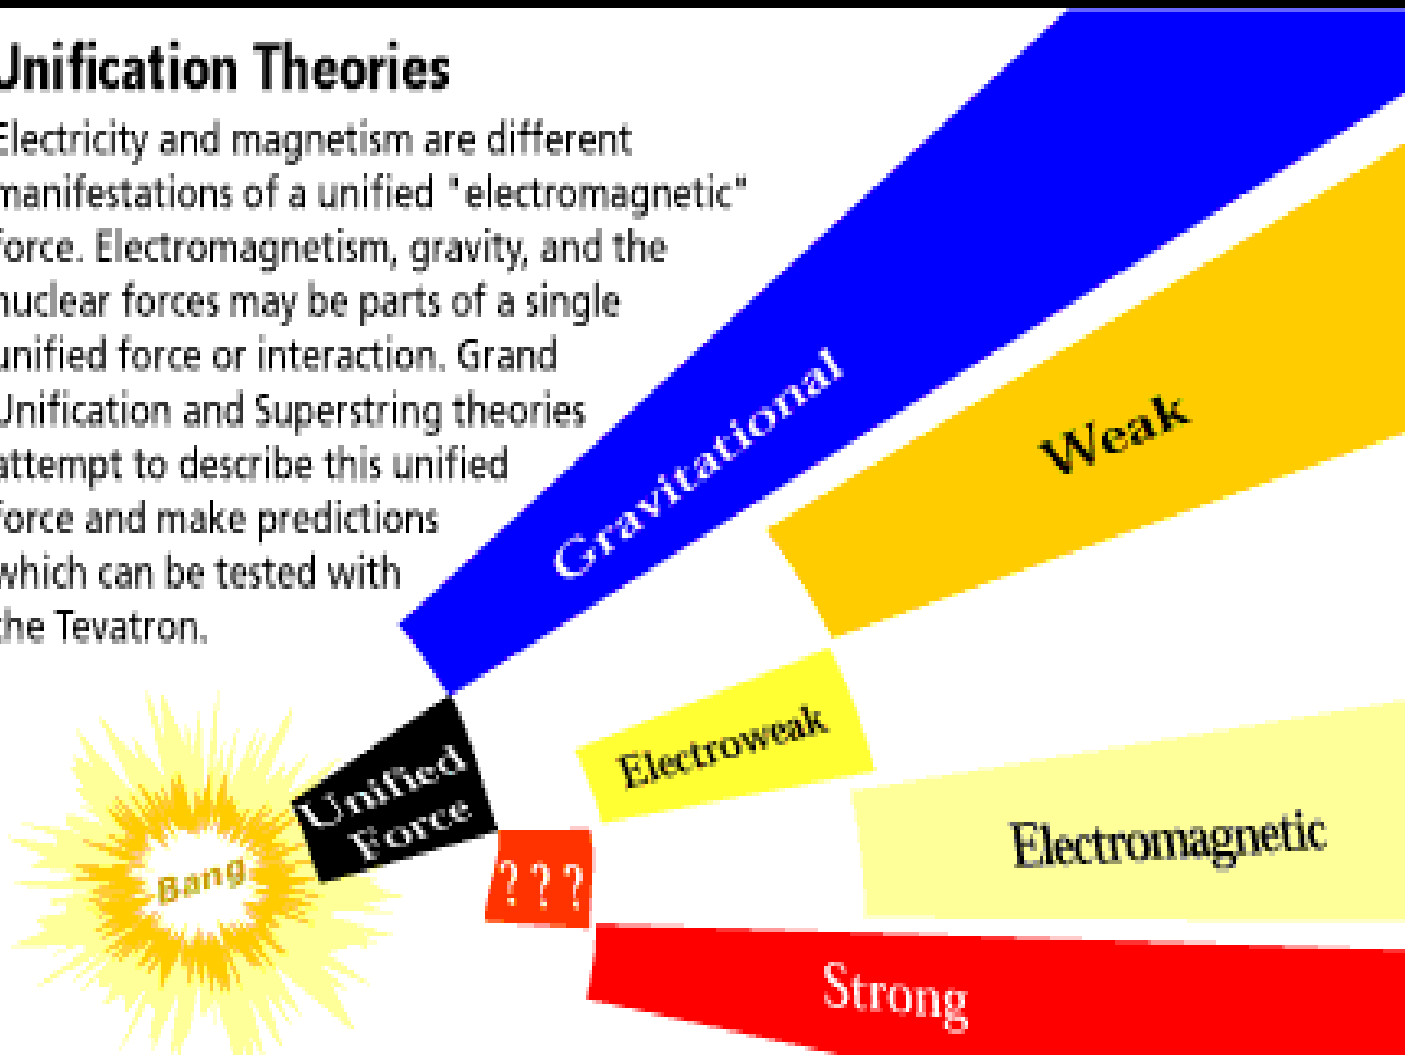 Unification Theories
Electricity and magnetism are different
manifestations of a unified "electromagnetic"
force. Electromagnetism, gravity, and the
nuclear forces may be parts of a single
unified force or interaction. Grand
Unification and Superstring theories
attempt to describe this unified
force and make predictions
which can be tested with
the Tevatron.
Gravitational
Weak
Electroweak
Unified
Force
Electromagnetic
Bang
? ? ?
Strong